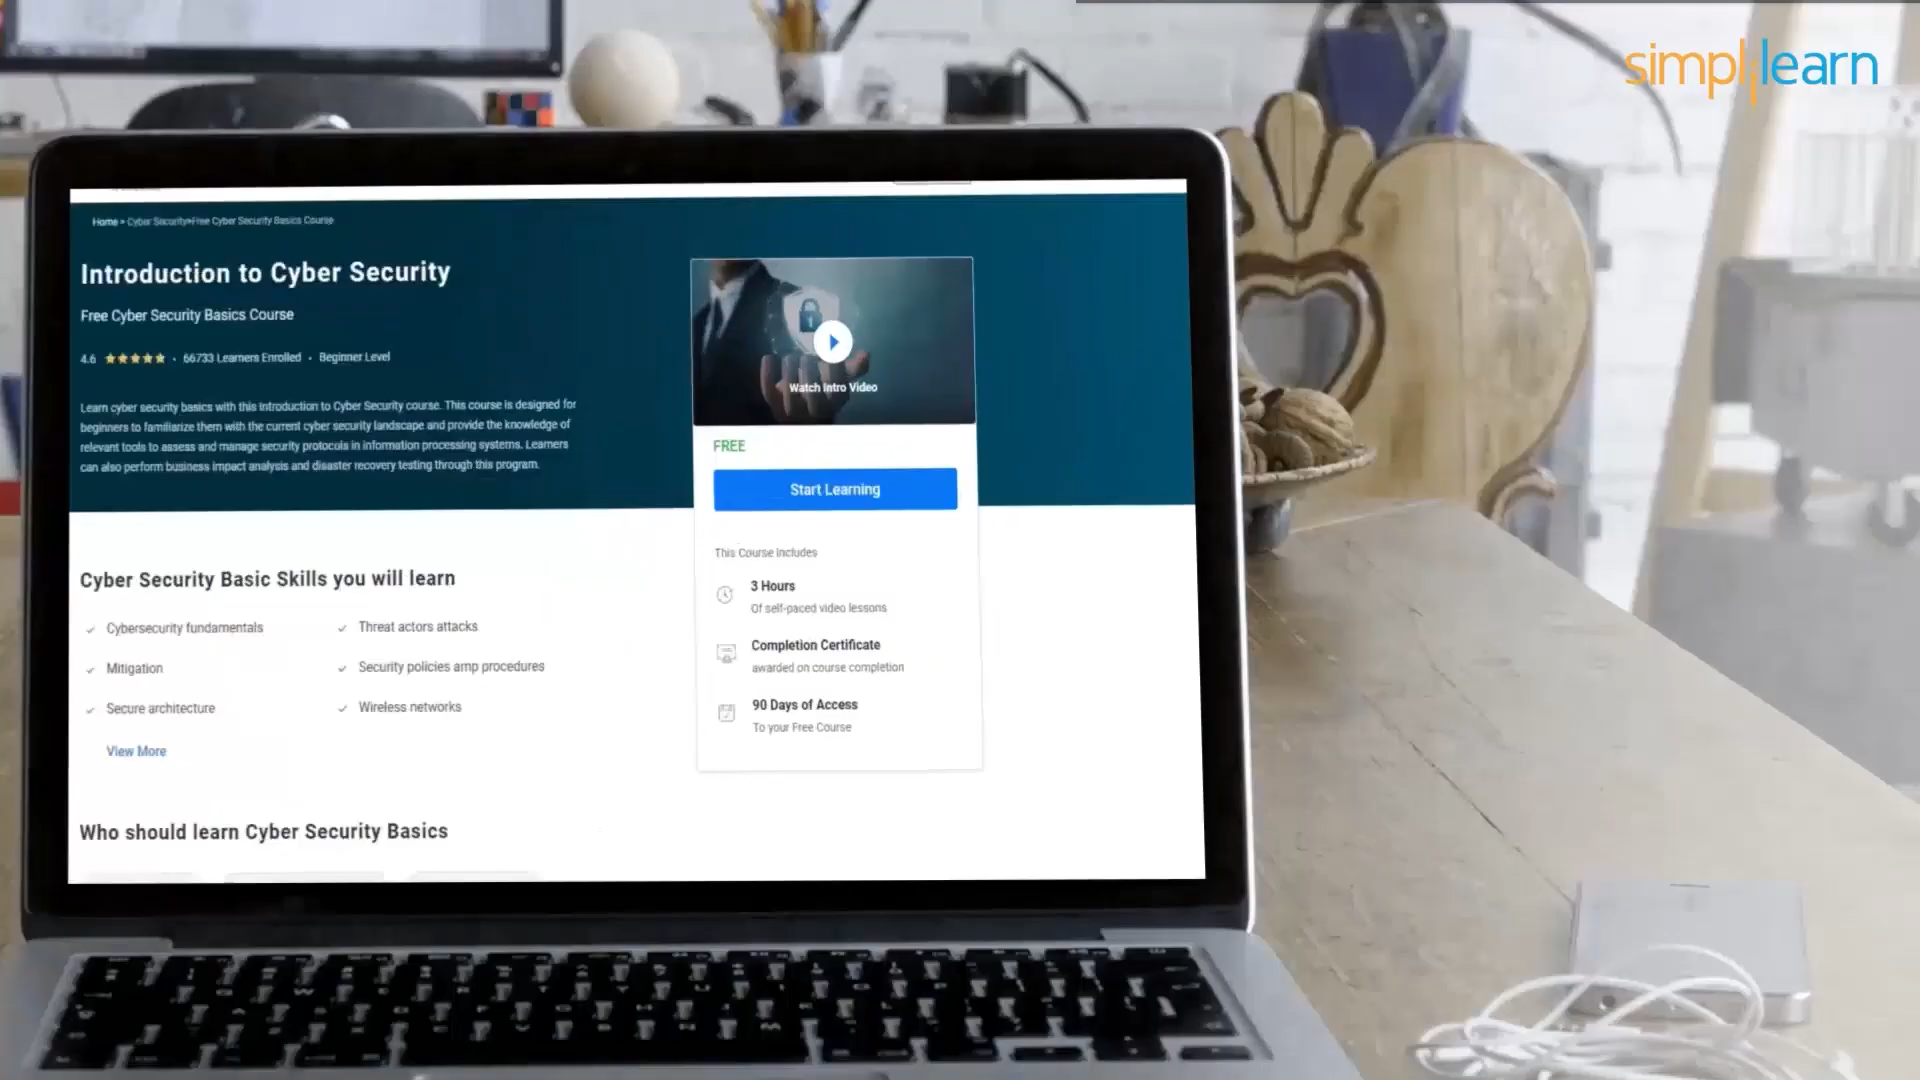 simplilearn
Home » Cyber Security»Free Cyber Security Basics Course
Introduction to Cyber Security
Free Cyber Security Basics Course
4.6 ★★★★★ • 66733 Learners Enrolled • Beginner Level
Learn cyber security basics with this Introduction to Cyber Security course. This course is designed for
beginners to familiarize them with the current cyber security landscape and provide the knowledge of
relevant tools to assess and manage security protocols in information processing systems. Learners
can also perform business impact analysis and disaster recovery testing through this program.
Watch Intro Video
FREE
Start Learning
This Course Includes
3 Hours
Of self-paced video lessons
Completion Certificate
awarded on course completion
90 Days of Access
To your Free Course
Cyber Security Basic Skills you will learn
Cybersecurity fundamentals
Threat actors attacks
Mitigation
Security policies amp procedures
Secure architecture
Wireless networks
View More
Who should learn Cyber Security Basics